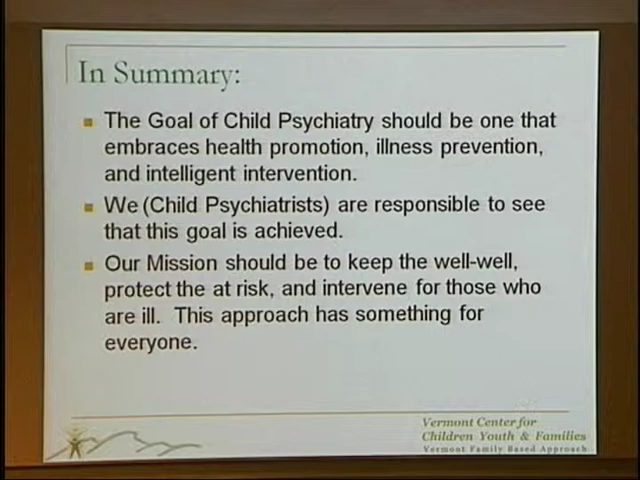 In Summary:
The Goal of Child Psychiatry should be one that
embraces health promotion, illness prevention,
and intelligent intervention.
We (Child Psychiatrists) are responsible to see
that this goal is achieved.
Our Mission should be to keep the well-well,
protect the at risk, and intervene for those who
are ill. This approach has something for
everyone.
Vermont Center for
Children Youth & Families
Vermont Family Based Approach